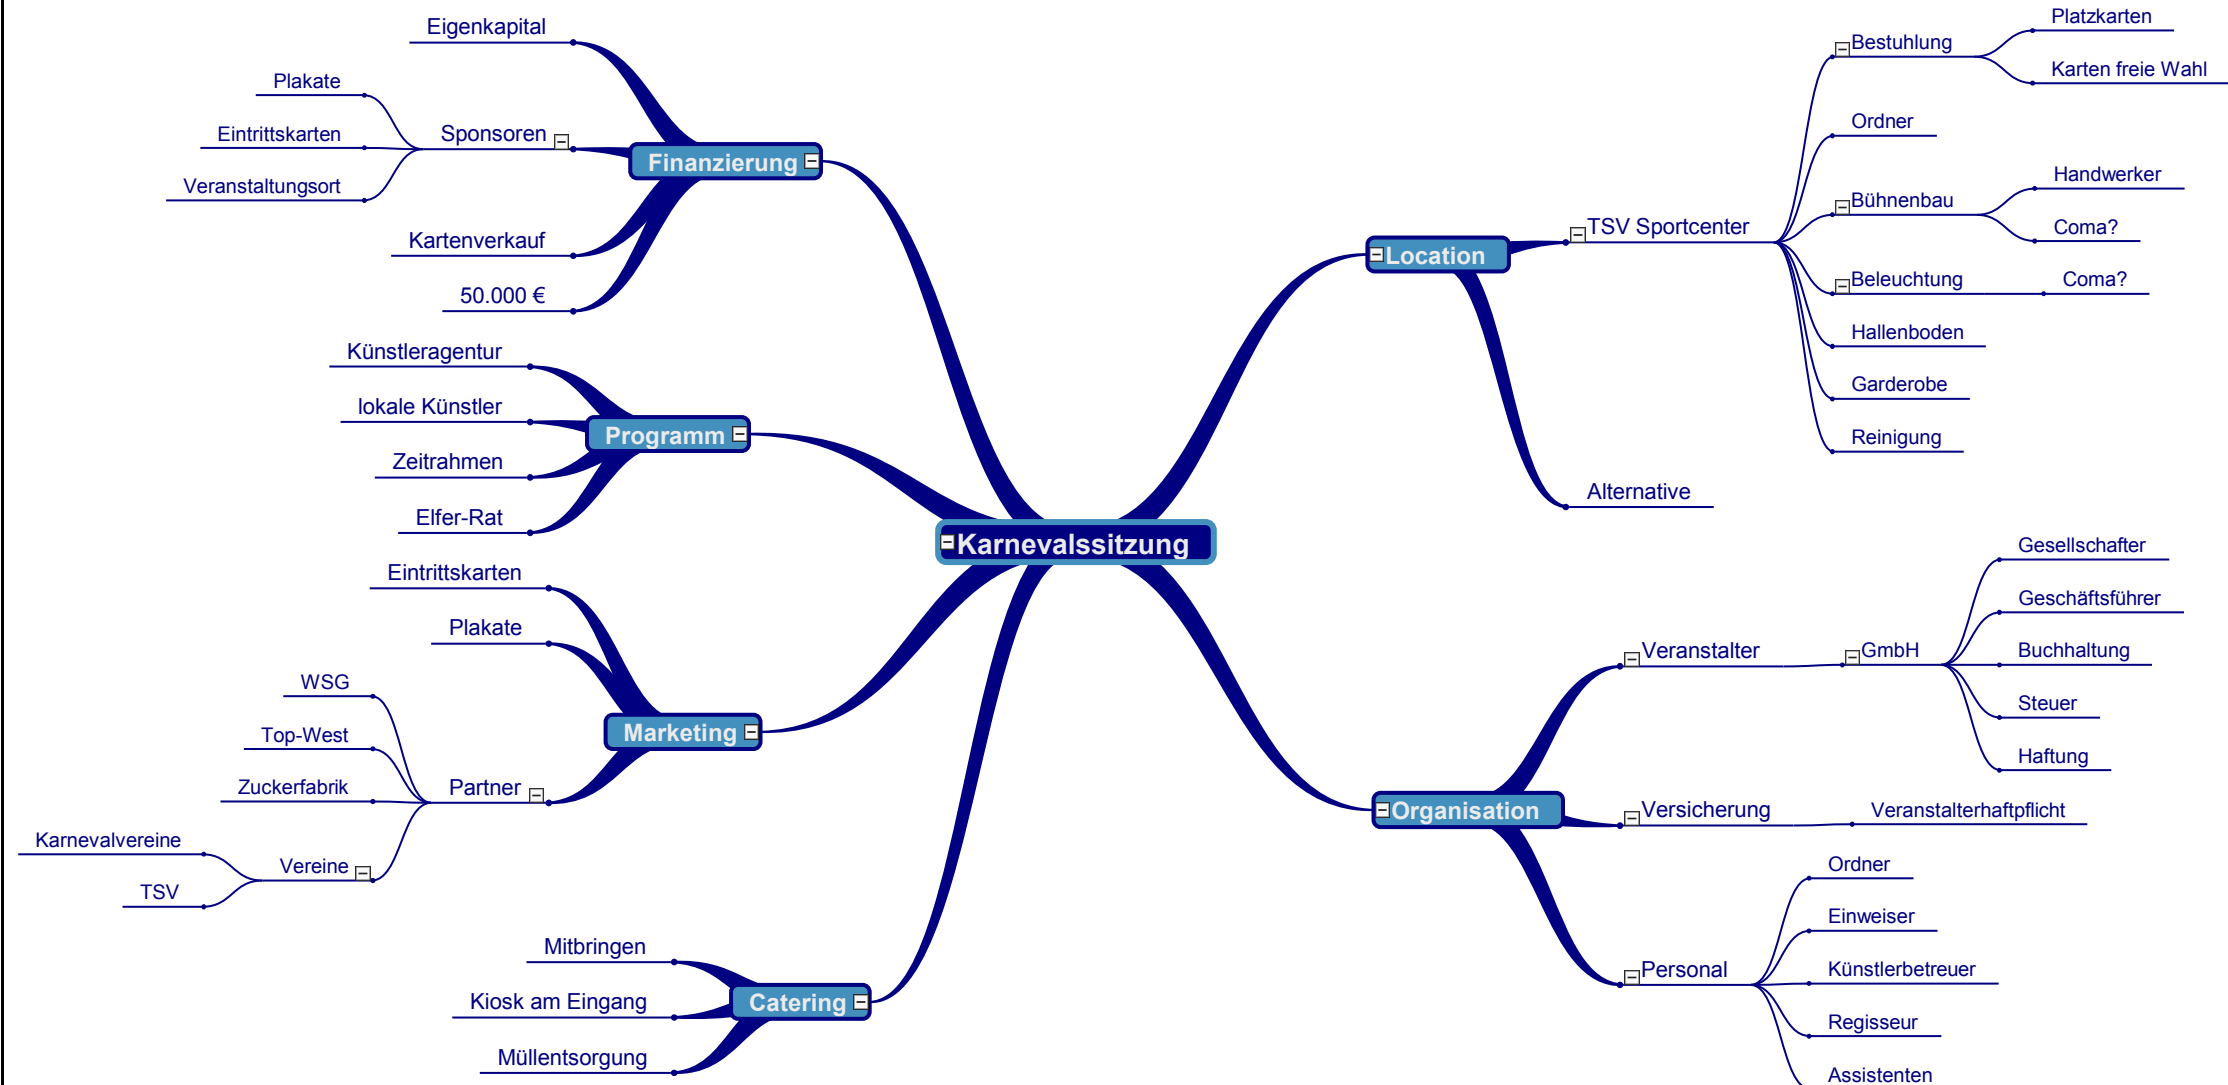 Karnevalssitzung
Finanzierung
Eigenkapital
Sponsoren
Plakate
Eintrittskarten
Veranstaltungsort
Kartenverkauf
50.000 €
Programm
Künstleragentur
lokale Künstler
Zeitrahmen
Elfer-Rat
Marketing
Eintrittskarten
Plakate
Partner
WSG
Top-West
Zuckerfabrik
Vereine
Karnevalvereine
TSV
Catering
Mitbringen
Kiosk am Eingang
Müllentsorgung
Location
TSV Sportcenter
Bestuhlung
Platzkarten
Karten freie Wahl
Ordner
Bühnenbau
Handwerker
Coma?
Beleuchtung
Coma?
Hallenboden
Garderobe
Reinigung
Alternative
Organisation
Veranstalter
GmbH
Gesellschafter
Geschäftsführer
Buchhaltung
Steuer
Haftung
Versicherung
Veranstalterhaftpflicht
Personal
Ordner
Einweiser
Künstlerbetreuer
Regisseur
Assistenten